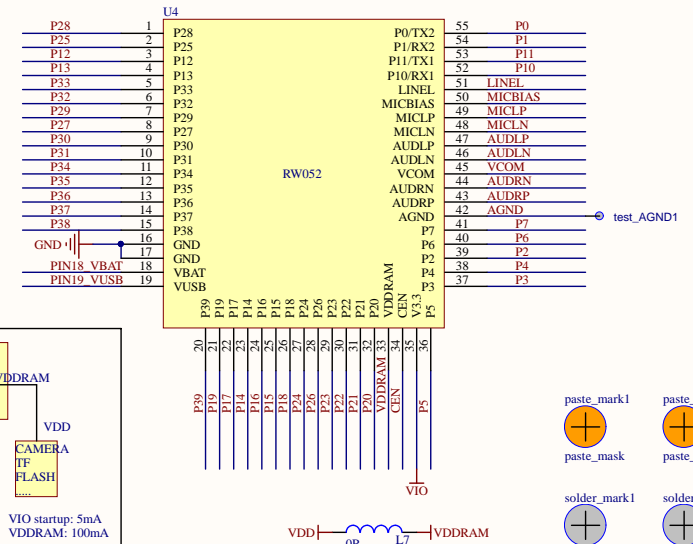 U4
P28 1 P28 P0/TX2 55 P0
P25 2 P25 P1/RX2 54 P1
P12 3 P12 P11/TX1 53 P11
P13 4 P13 P10/RX1 52 P10
P33 5 P33 LINEL 51 LINEL
P32 6 P32 MICBIAS 50 MICBIAS
P29 7 P29 MICLP 49 MICLP
P27 8 P27 MICLN 48 MICLN
P30 9 P30 AUDLP 47 AUDLP
P31 10 P31 AUDLN 46 AUDLN
P34 11 P34 RW052 VCOM 45 VCOM
P35 12 P35 AUDRN 44 AUDRN
P36 13 P36 AUDRP 43 AUDRP
P37 14 P37 AGND 42 AGND test_AGND1
P38 15 P38 P7 41 P7
GND 16 GND P6 40 P6
17 GND P2 39 P2
PIN18_VBAT 18 VBAT P4 38 P4
PIN19_VUSB 19 VUSB P3 37 P3
P39 P19 P17 P14 P16 P15 P18 P24 P26 P23 P22 P21 P20 VDDRAM CEN V3.3 P5
20 21 22 23 24 25 26 27 28 29 30 31 32 33 34 35 36
P39 P19 P17 P14 P16 P15 P18 P24 P26 P23 P22 P21 P20 VDDRAM CEN P5
VIO
VDDRAM
VDD
CAMERA
TF
FLASH
.....
VIO startup: 5mA
VDDRAM: 100mA
VDD 0R L7 VDDRAM
paste_mark1 paste_
paste_mask paste_
solder_mark1 solder